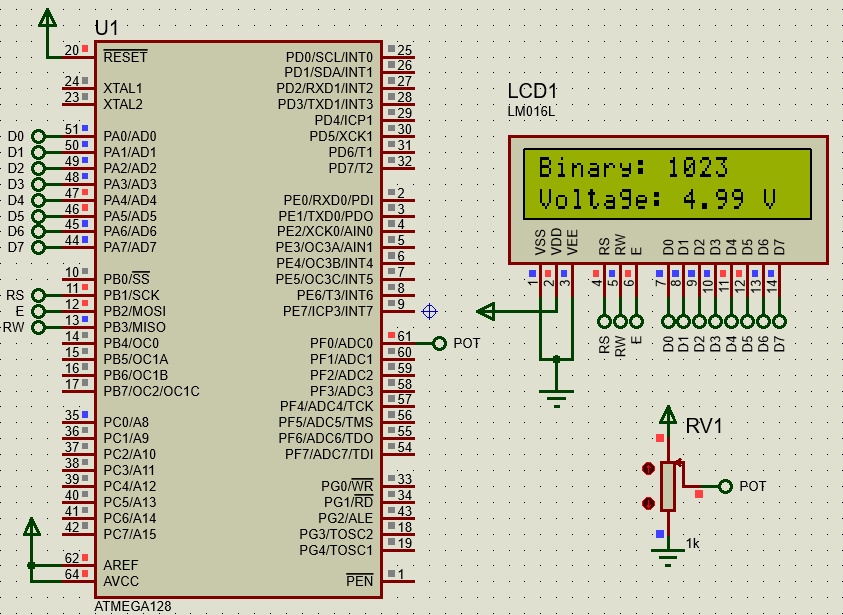 U1
20 RESET
24 XTAL1
23 XTAL2
D0 51 PA0/AD0
D1 50 PA1/AD1
D2 49 PA2/AD2
D3 48 PA3/AD3
D4 47 PA4/AD4
D5 46 PA5/AD5
D6 45 PA6/AD6
D7 44 PA7/AD7
10 PB0/SS
RS 11 PB1/SCK
E 12 PB2/MOSI
RW 13 PB3/MISO
14 PB4/OC0
15 PB5/OC1A
16 PB6/OC1B
17 PB7/OC2/OC1C
35 PC0/A8
36 PC1/A9
37 PC2/A10
38 PC3/A11
39 PC4/A12
40 PC5/A13
41 PC6/A14
42 PC7/A15
62 AREF
64 AVCC
PD0/SCL/INT0 25
PD1/SDA/INT1 26
PD2/RXD1/INT2 27
PD3/TXD1/INT3 28
PD4/ICP1 29
PD5/XCK1 30
PD6/T1 31
PD7/T2 32
PE0/RXD0/PDI 2
PE1/TXD0/PDO 3
PE2/XCK0/AIN0 4
PE3/OC3A/AIN1 5
PE4/OC3B/INT4 6
PE5/OC3C/INT5 7
PE6/T3/INT6 8
PE7/ICP3/INT7 9
PF0/ADC0 61 POT
PF1/ADC1 60
PF2/ADC2 59
PF3/ADC3 58
PF4/ADC4/TCK 57
PF5/ADC5/TMS 56
PF6/ADC6/TDO 55
PF7/ADC7/TDI 54
PG0/WR 33
PG1/RD 34
PG2/ALE 43
PG3/TOSC2 18
PG4/TOSC1 19
PEN 1
ATMEGA128
LCD1
LM016L
Binary: 1023
Voltage: 4.99 V
VSS VDD VEE RS RW E D0 D1 D2 D3 D4 D5 D6 D7
1 2 3 4 5 6 7 8 9 10 11 12 13 14
RS RW E D0 D1 D2 D3 D4 D5 D6 D7
RV1
POT
1k